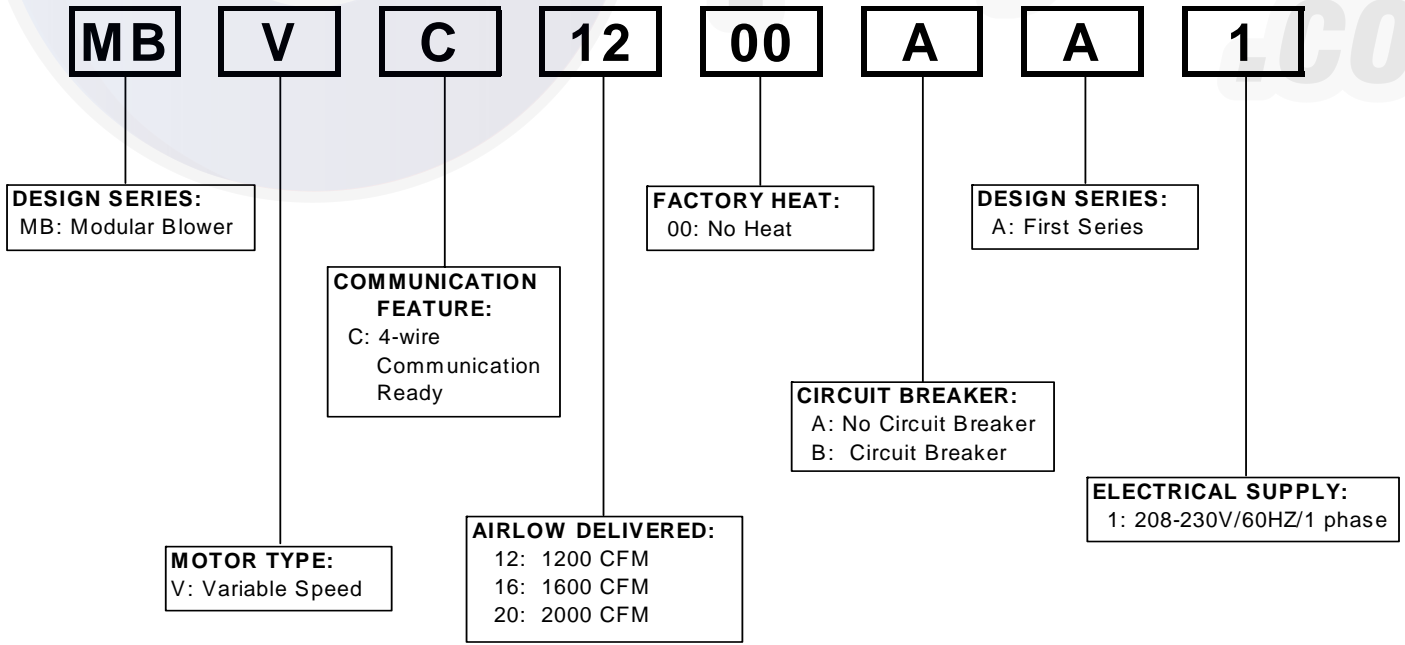 MB V C 12 00 A A 1
.CO
DESIGN SERIES:
MB: Modular Blower
FACTORY HEAT:
00: No Heat
DESIGN SERIES:
A: First Series
COMMUNICATION
FEATURE:
C: 4-wire
Communication
Ready
CIRCUIT BREAKER:
A: No Circuit Breaker
B: Circuit Breaker
ELECTRICAL SUPPLY:
1: 208-230V/60HZ/1 phase
AIRLOW DELIVERED:
12: 1200 CFM
16: 1600 CFM
20: 2000 CFM
MOTOR TYPE:
V: Variable Speed